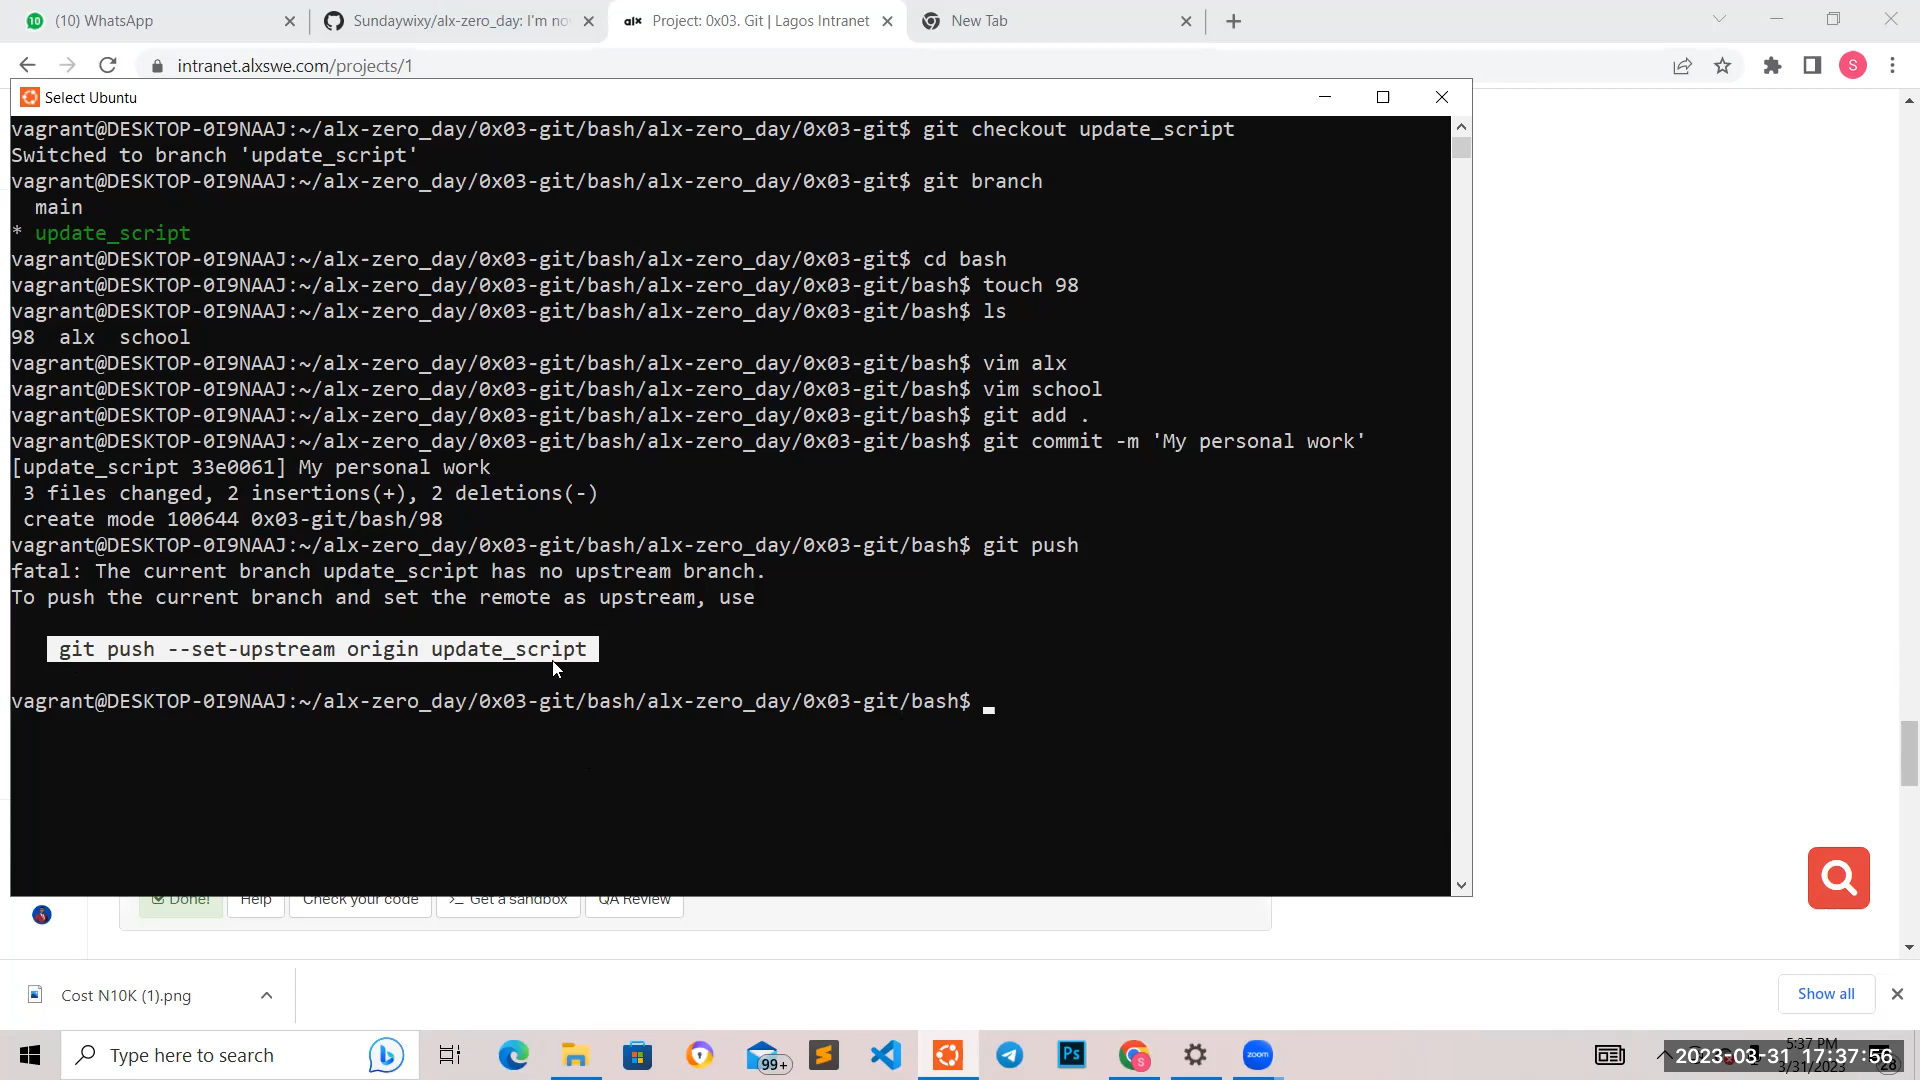 10
(10) WhatsApp
Sundaywixy/alx-zero_day: I'm no
alx Project: 0x03. Git | Lagos Intranet
New Tab
intranet.alxswe.com/projects/1
S
Select Ubuntu
vagrant@DESKTOP-0I9NAAJ:~/alx-zero_day/0x03-git/bash/alx-zero_day/0x03-git$ git checkout update_script
Switched to branch 'update_script'
vagrant@DESKTOP-0I9NAAJ:~/alx-zero_day/0x03-git/bash/alx-zero_day/0x03-git$ git branch
  main
* update_script
vagrant@DESKTOP-0I9NAAJ:~/alx-zero_day/0x03-git/bash/alx-zero_day/0x03-git$ cd bash
vagrant@DESKTOP-0I9NAAJ:~/alx-zero_day/0x03-git/bash/alx-zero_day/0x03-git/bash$ touch 98
vagrant@DESKTOP-0I9NAAJ:~/alx-zero_day/0x03-git/bash/alx-zero_day/0x03-git/bash$ ls
98  alx  school
vagrant@DESKTOP-0I9NAAJ:~/alx-zero_day/0x03-git/bash/alx-zero_day/0x03-git/bash$ vim alx
vagrant@DESKTOP-0I9NAAJ:~/alx-zero_day/0x03-git/bash/alx-zero_day/0x03-git/bash$ vim school
vagrant@DESKTOP-0I9NAAJ:~/alx-zero_day/0x03-git/bash/alx-zero_day/0x03-git/bash$ git add .
vagrant@DESKTOP-0I9NAAJ:~/alx-zero_day/0x03-git/bash/alx-zero_day/0x03-git/bash$ git commit -m 'My personal work'
[update_script 33e0061] My personal work
 3 files changed, 2 insertions(+), 2 deletions(-)
 create mode 100644 0x03-git/bash/98
vagrant@DESKTOP-0I9NAAJ:~/alx-zero_day/0x03-git/bash/alx-zero_day/0x03-git/bash$ git push
fatal: The current branch update_script has no upstream branch.
To push the current branch and set the remote as upstream, use
    git push --set-upstream origin update_script
vagrant@DESKTOP-0I9NAAJ:~/alx-zero_day/0x03-git/bash/alx-zero_day/0x03-git/bash$
Done! Help Check your code >_ Get a sandbox QA Review
Cost N10K (1).png
Show all
Type here to search
99+
Ps
S
zoom
5:37 PM
2023-03-31 17:37:56
3/31/2023
28